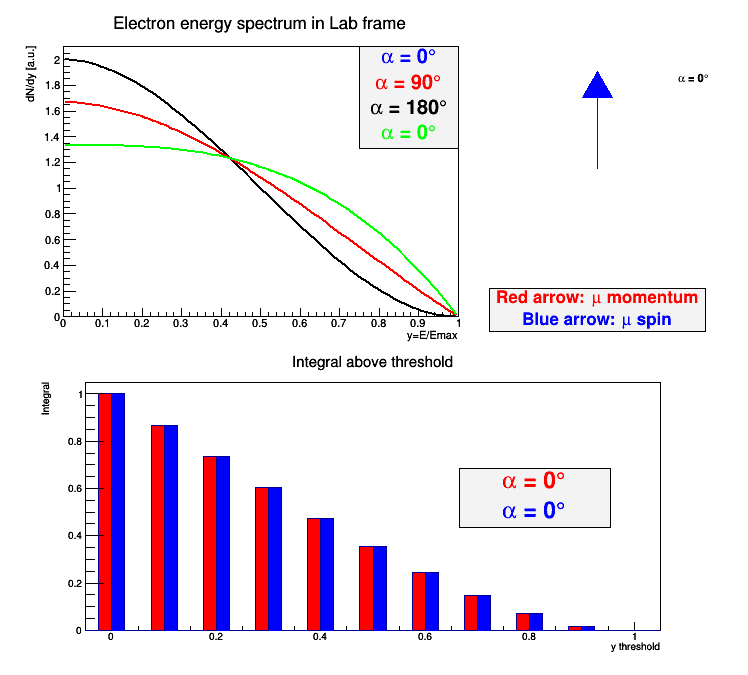 Electron energy spectrum in Lab frame
dN/dy [a.u.]
2
1.8
1.6
1.4
1.2
1
0.8
0.6
0.4
0.2
0
0 0.1 0.2 0.3 0.4 0.5 0.6 0.7 0.8 0.9 1
y=E/Emax
α = 0°
α = 90°
α = 180°
α = 0°
α = 0°
Red arrow: μ momentum
Blue arrow: μ spin
Integral above threshold
Integral
1
0.8
0.6
0.4
0.2
0
0 0.2 0.4 0.6 0.8 1
y threshold
α = 0°
α = 0°